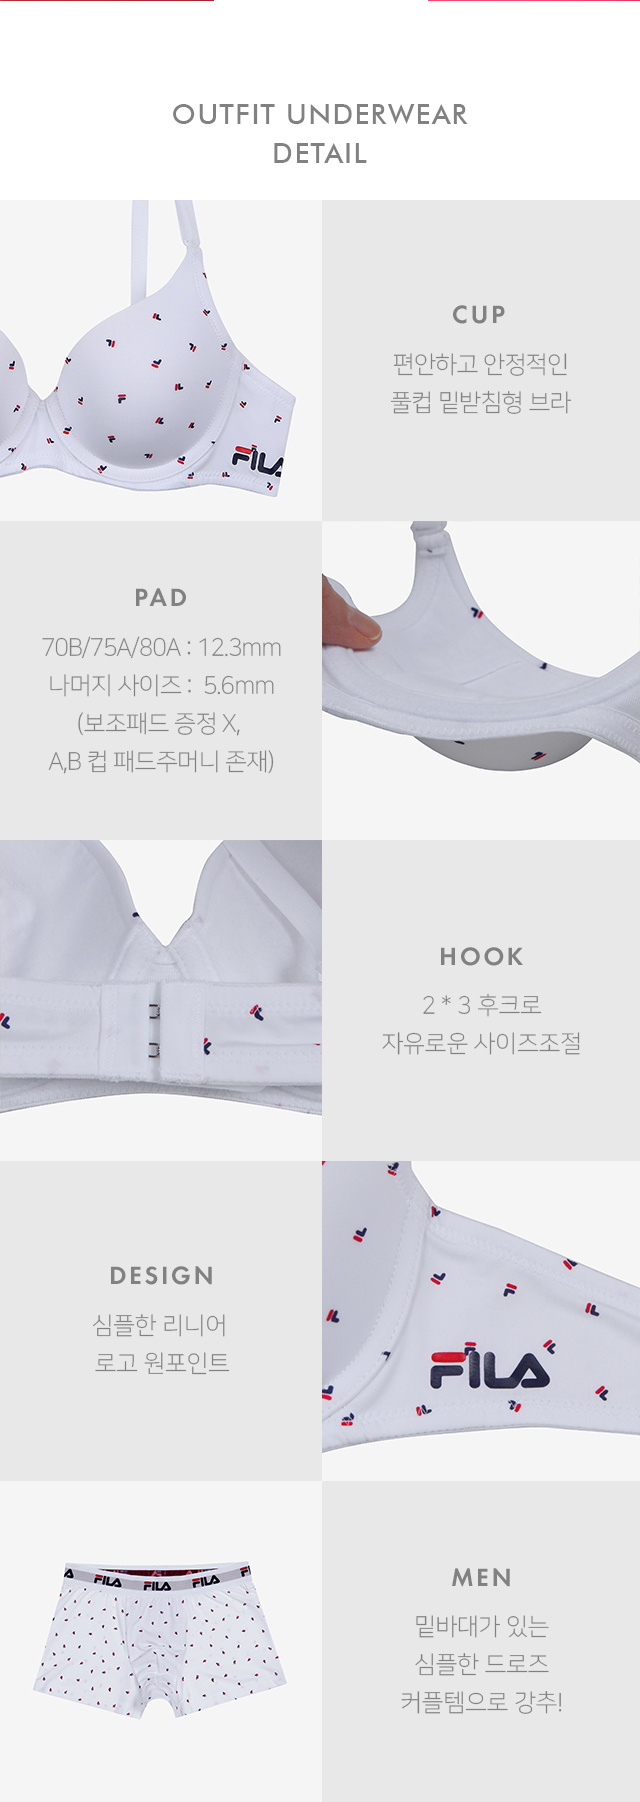 OUTFIT UNDERWEAR
DETAIL
CUP
편안하고 안정적인
풀컵 밑받침형 브라
FILA
PAD
70B/75A/80A : 12.3mm
나머지 사이즈 : 5.6mm
(보조패드 증정 X,
A,B 컵 패드주머니 존재)
HOOK
2 * 3 후크로
자유로운 사이즈조절
DESIGN
심플한 리니어
로고 원포인트
FILA
MEN
밑바대가 있는
심플한 드로즈
커플템으로 강추!
FILA FILA FILA